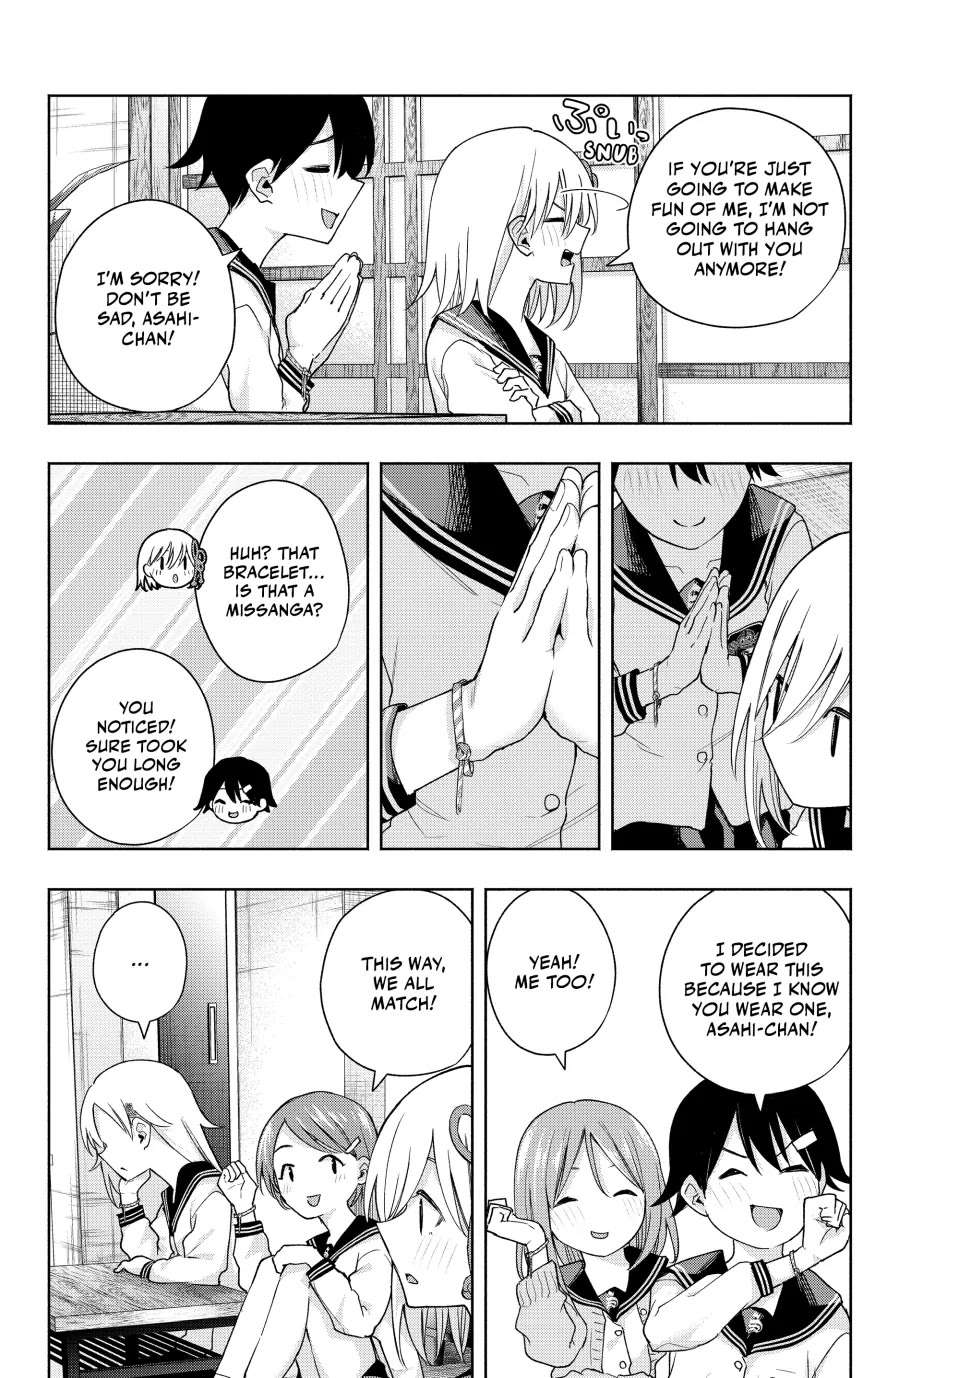 IF YOU'RE JUST
GOING TO MAKE
FUN OF ME, I'M NOT
GOING TO HANG
OUT WITH YOU
ANYMORE!
ぷいっ
SNUB
I'M SORRY!
DON'T BE
SAD, ASAHI-
CHAN!
HUH? THAT
BRACELET...
IS THAT A
MISSANGA?
YOU
NOTICED!
SURE TOOK
YOU LONG
ENOUGH!
I DECIDED
TO WEAR THIS
BECAUSE I KNOW
YOU WEAR ONE,
ASAHI-CHAN!
YEAH!
ME TOO!
THIS WAY,
WE ALL
MATCH!
...